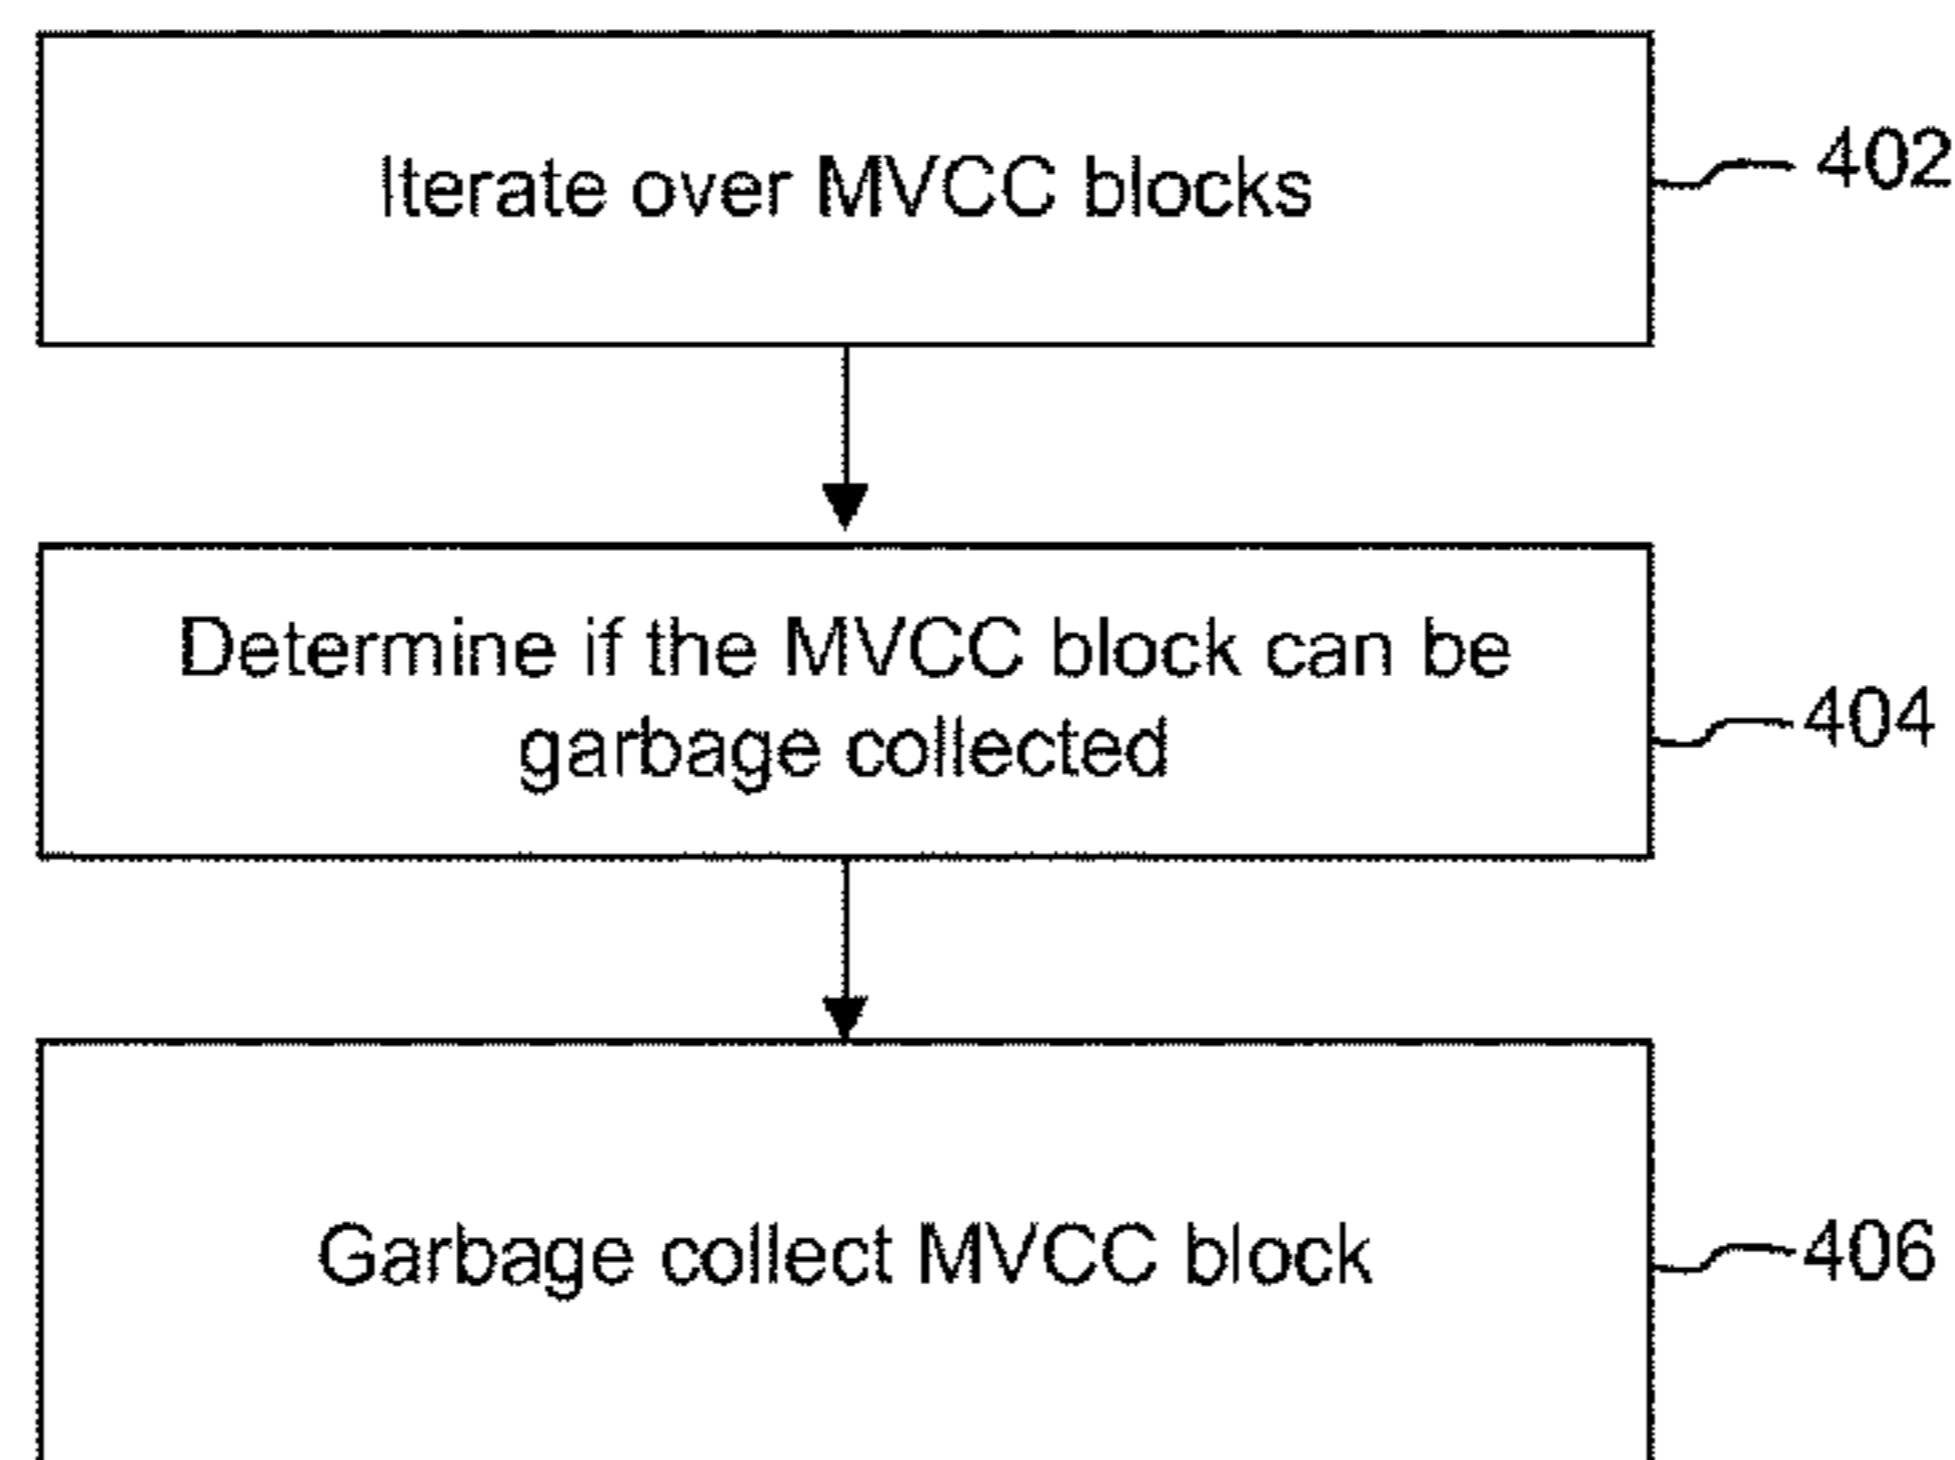 Iterate over MVCC blocks
402
Determine if the MVCC block can be
garbage collected
404
Garbage collect MVCC block
406